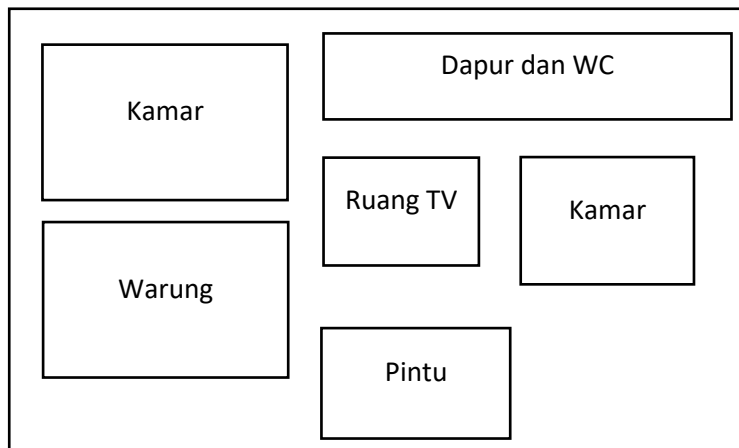 Kamar
Dapur dan WC
Ruang TV
Kamar
Warung
Pintu